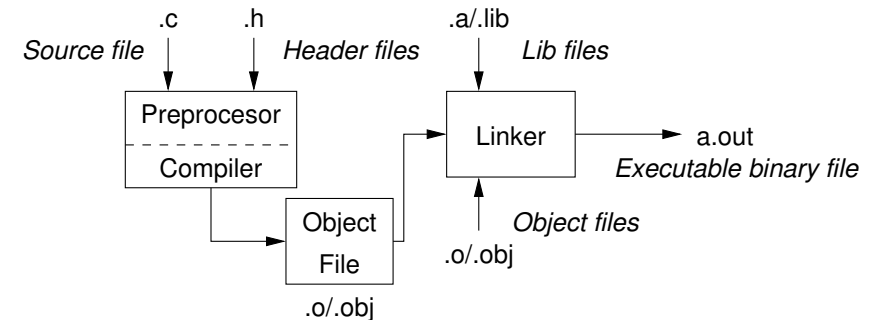 .c
.h
.a/.lib
Source file
Header files
Lib files
Preprocesor
Compiler
Linker
a.out
Executable binary file
Object
File
.o/.obj
Object files
.o/.obj